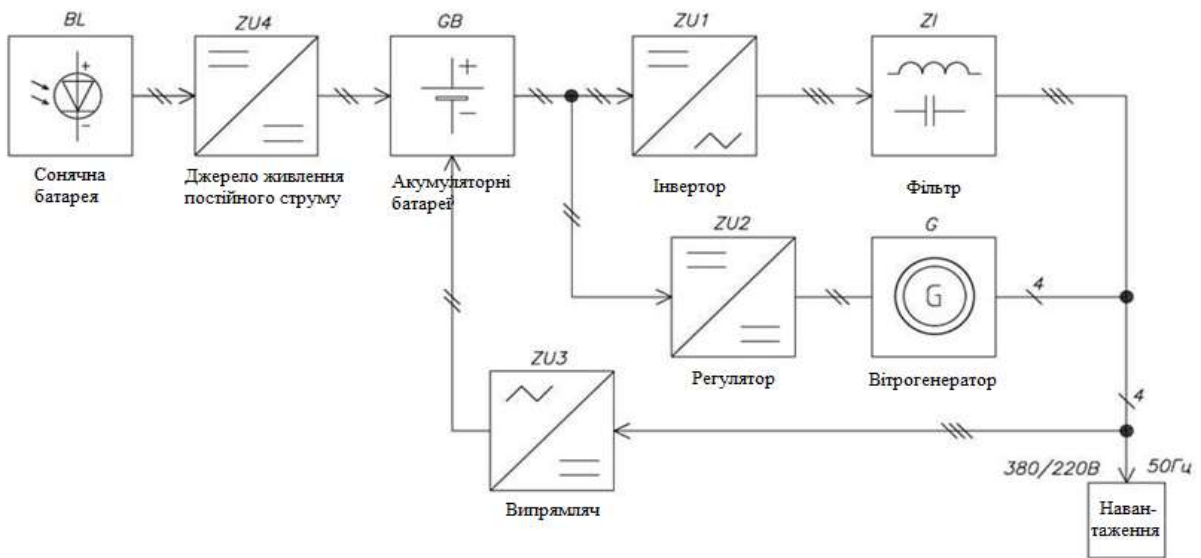 BL
ZU4
GB
ZU1
ZI
+
-
+
-
Сонячна
батарея
Джерело живлення
постійного струму
Акумуляторні
батареї
Інвертор
Фільтр
ZU2
G
G
4
Регулятор
Вітрогенератор
ZU3
4
Випрямляч
380/220В 50Гц
Наван-
таження